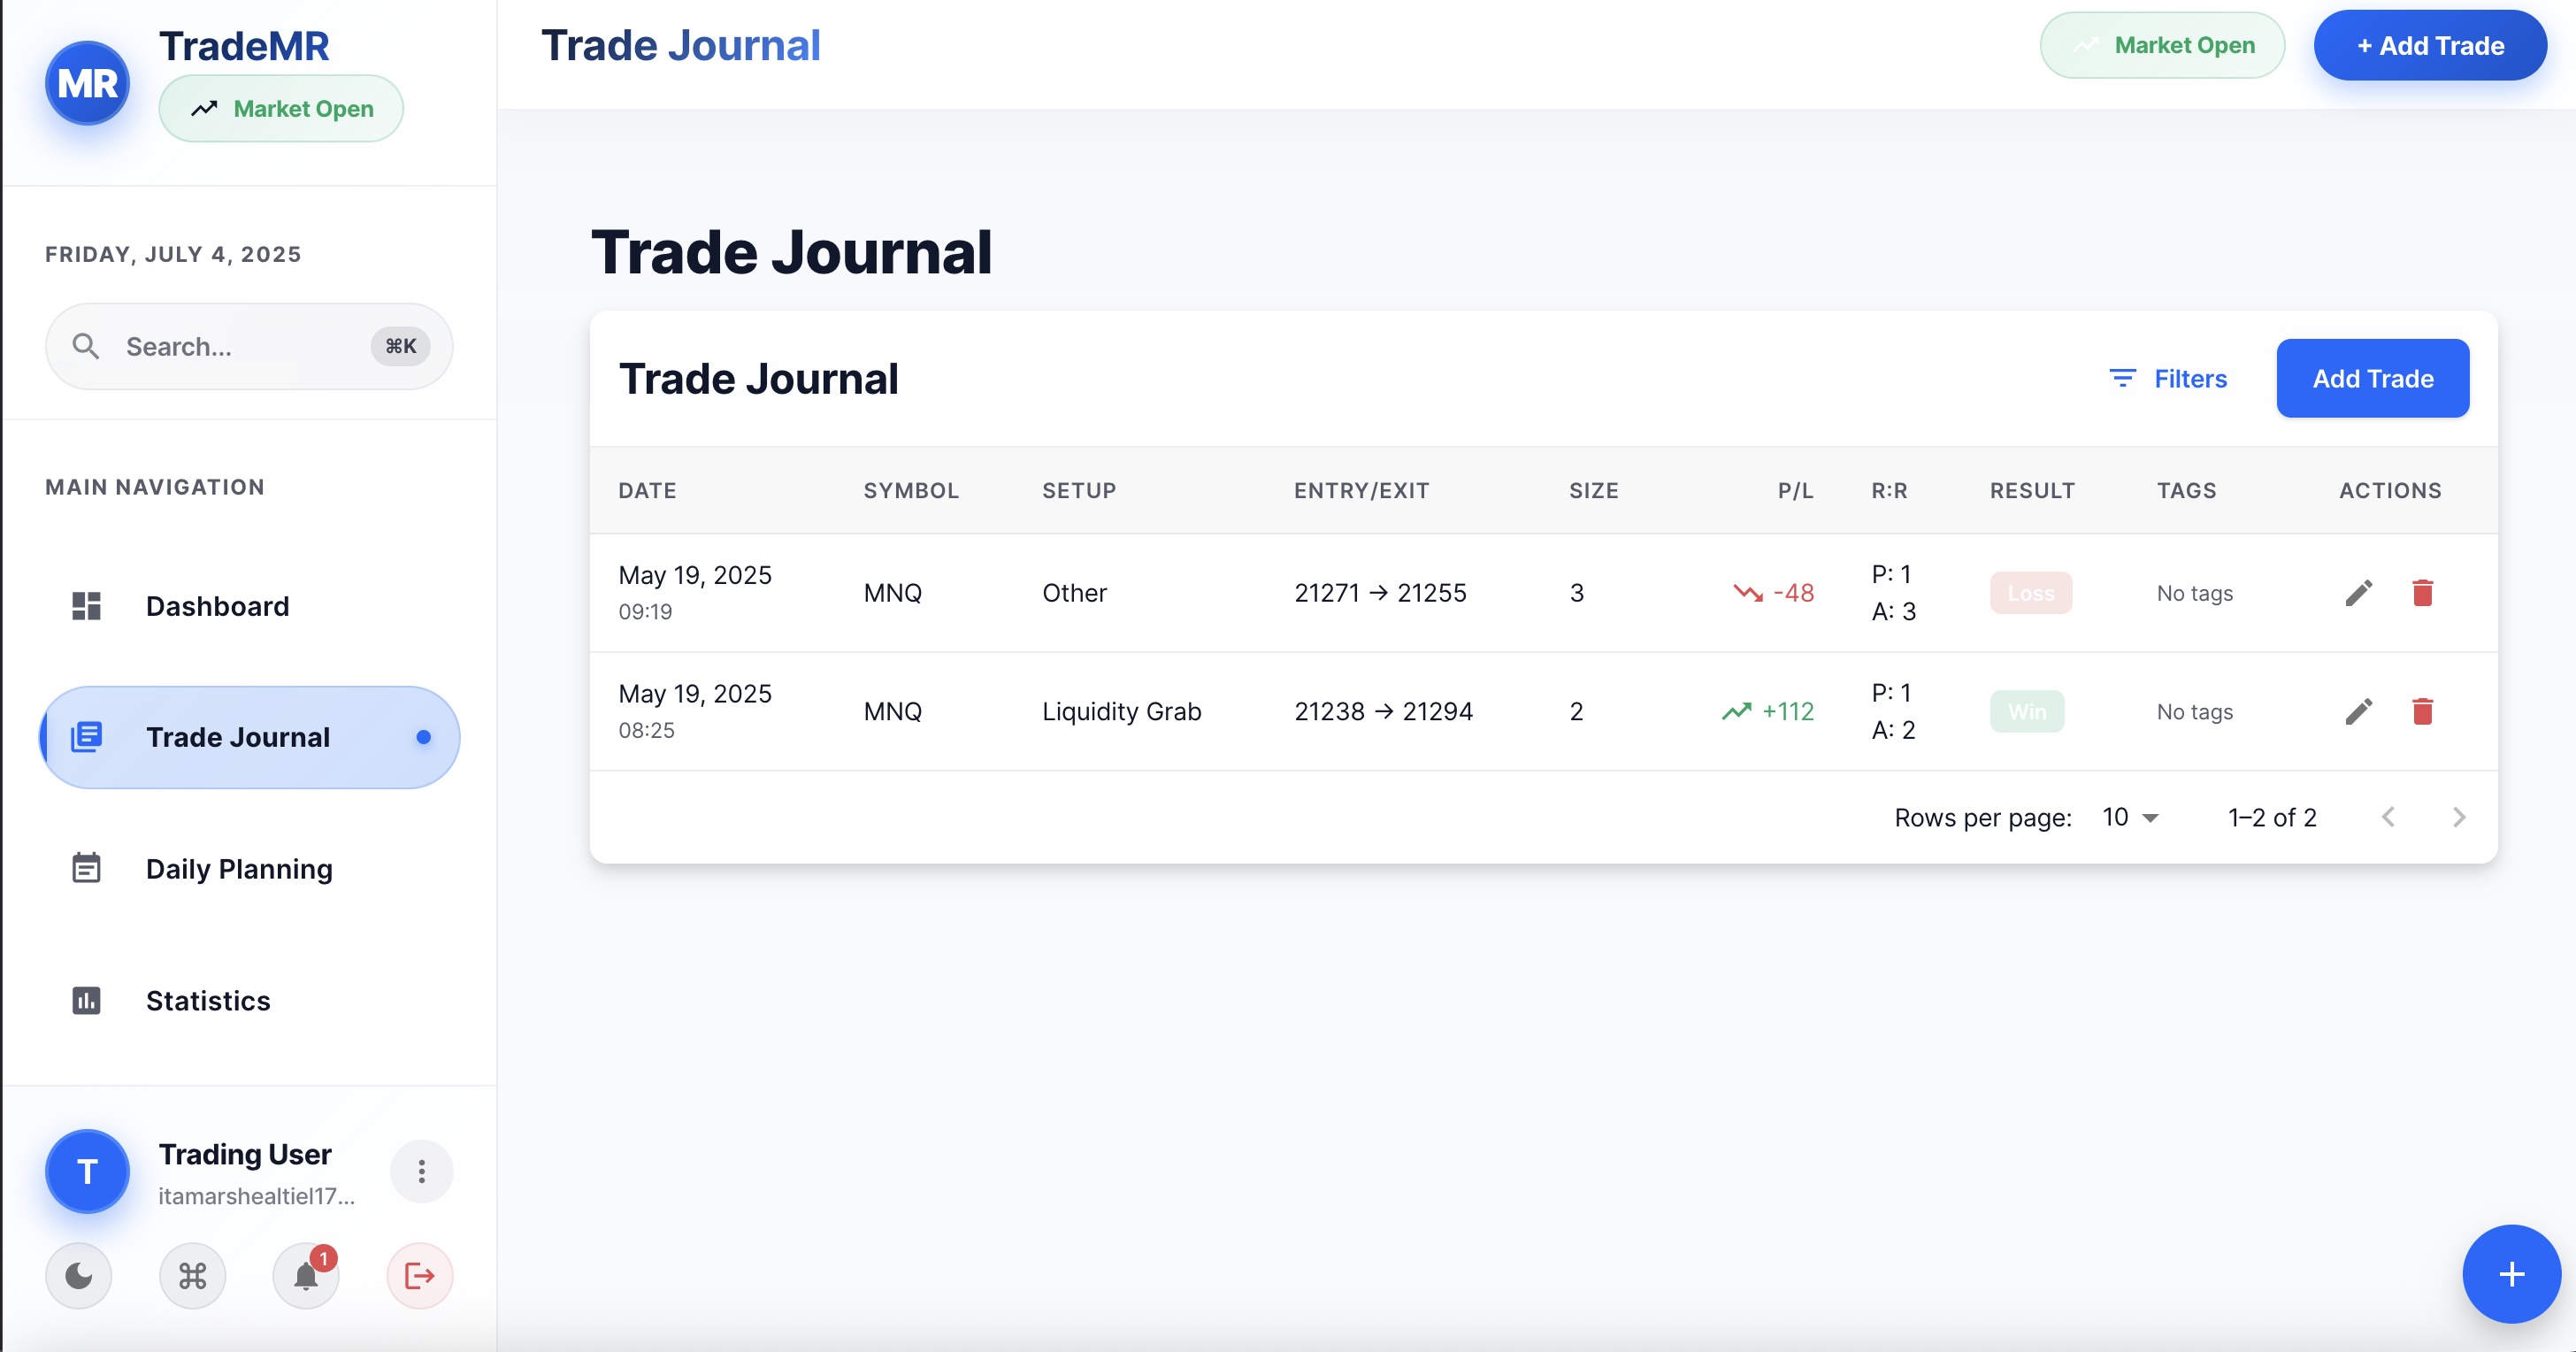 MR
TradeMR
Market Open
FRIDAY, JULY 4, 2025
Search...
⌘K
MAIN NAVIGATION
Dashboard
Trade Journal
Daily Planning
Statistics
T
Trading User
itamarshealtiel17...
1
Trade Journal
Market Open
+ Add Trade
Trade Journal
Trade Journal
Filters
Add Trade
DATE SYMBOL SETUP ENTRY/EXIT SIZE P/L R:R RESULT TAGS ACTIONS
May 19, 2025
09:19
MNQ
Other
21271 → 21255
3
-48
P: 1
A: 3
Loss
No tags
May 19, 2025
08:25
MNQ
Liquidity Grab
21238 → 21294
2
+112
P: 1
A: 2
Win
No tags
Rows per page: 10 1–2 of 2